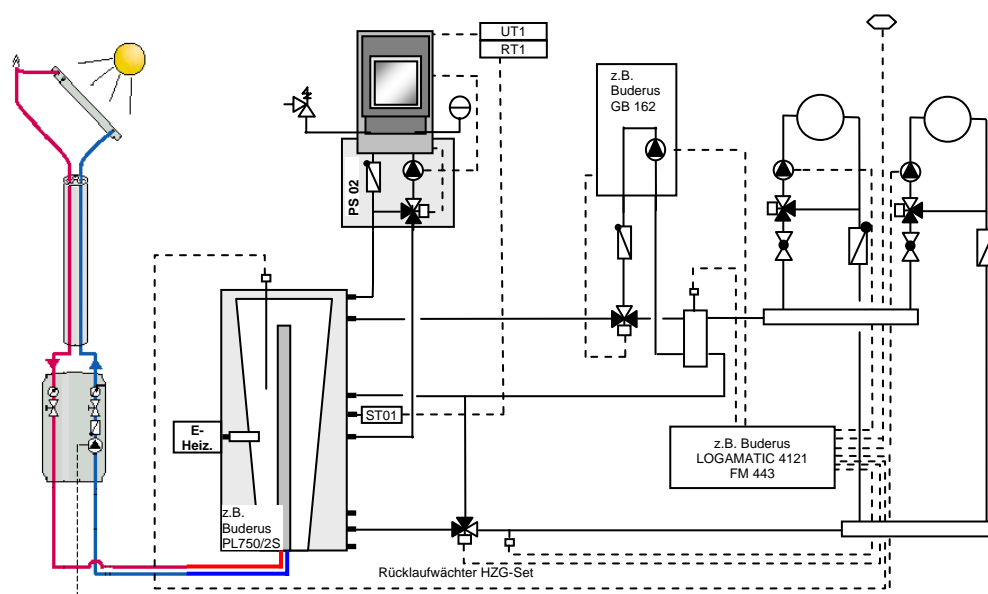 UT1
RT1
z.B.
Buderus
GB 162
PS 02
ST01
E-
Heiz.
z.B. Buderus
LOGAMATIC 4121
FM 443
z.B.
Buderus
PL750/2S
Rücklaufwächter HZG-Set